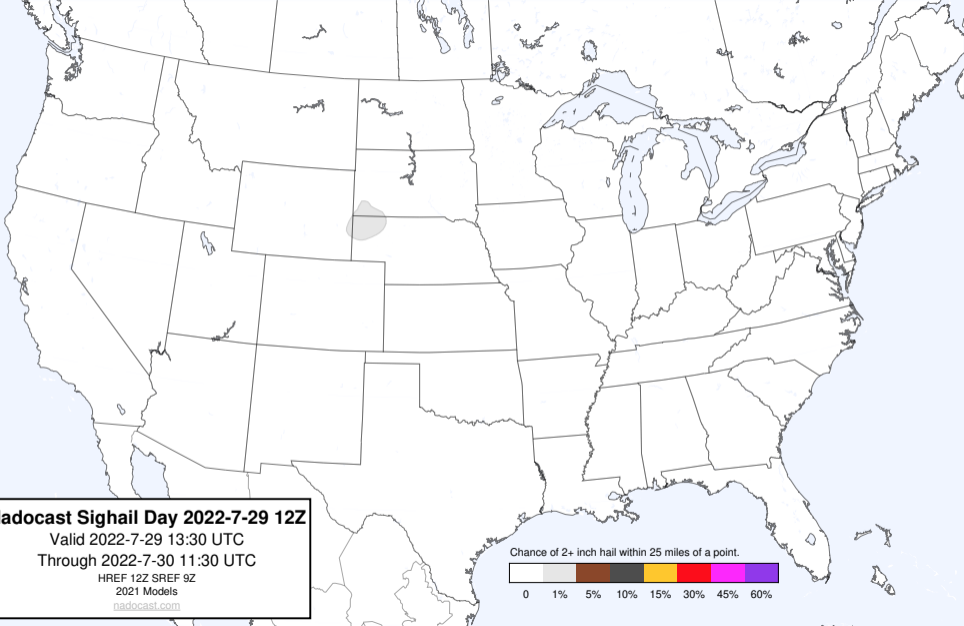 adocast Sighail Day 2022-7-29 12Z
Valid 2022-7-29 13:30 UTC
Through 2022-7-30 11:30 UTC
HREF 12Z SREF 9Z
2021 Models
nadocast.com
Chance of 2+ inch hail within 25 miles of a point.
0 1% 5% 10% 15% 30% 45% 60%